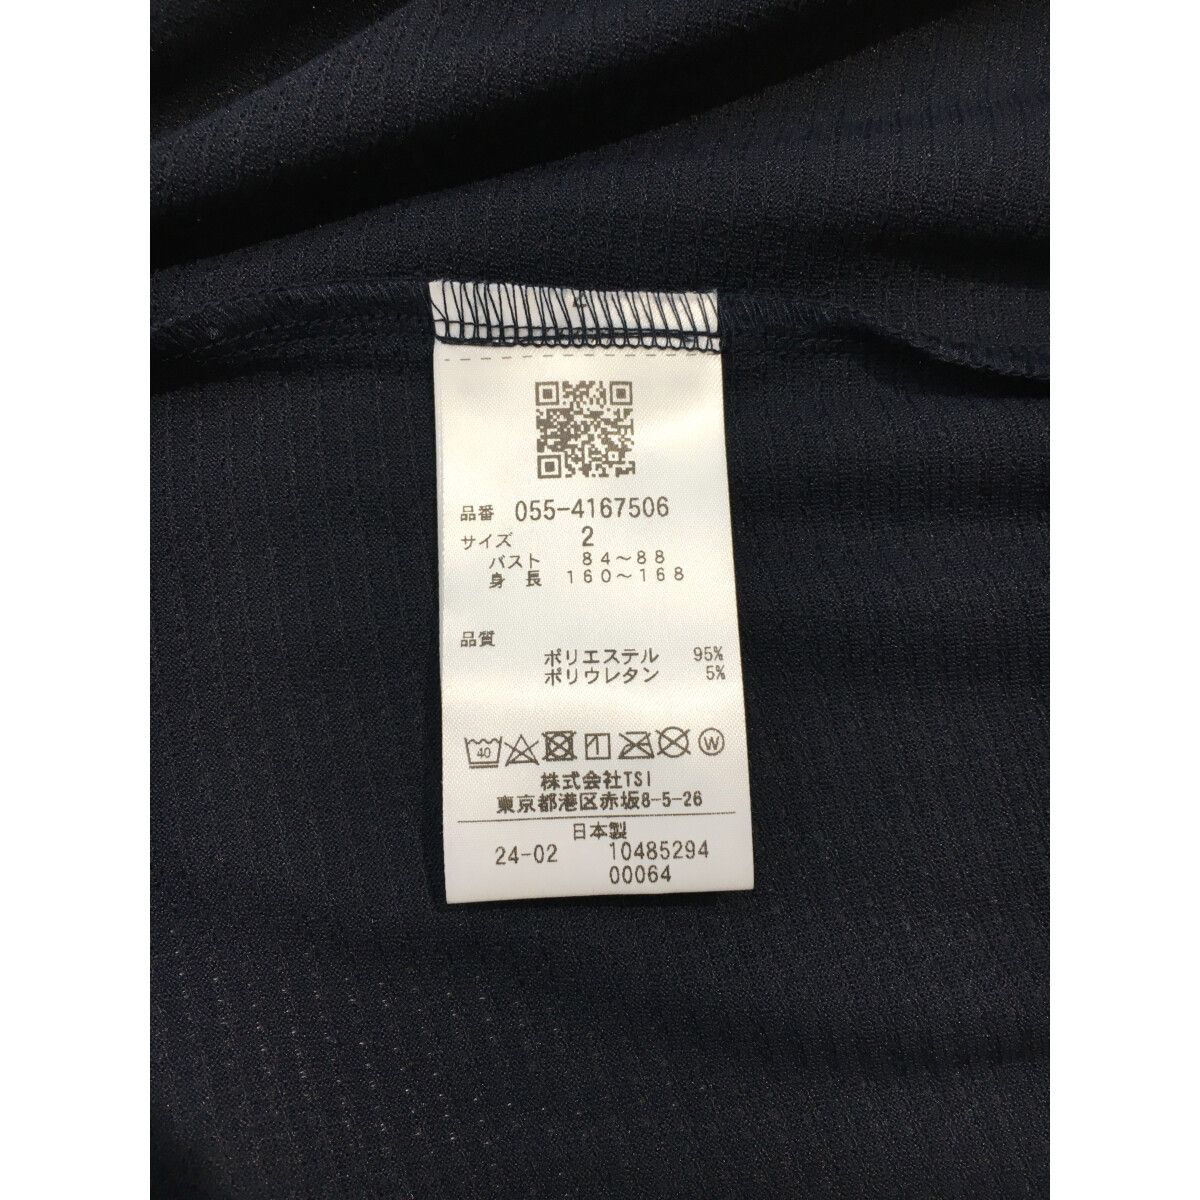 品番 055-4167506
サイズ 2
バスト 84~88
身長 160~168
品質
ポリエステル 95%
ポリウレタン 5%
40 W
株式会社TSI
東京都港区赤坂8-5-26
日本製
24-02 10485294
00064